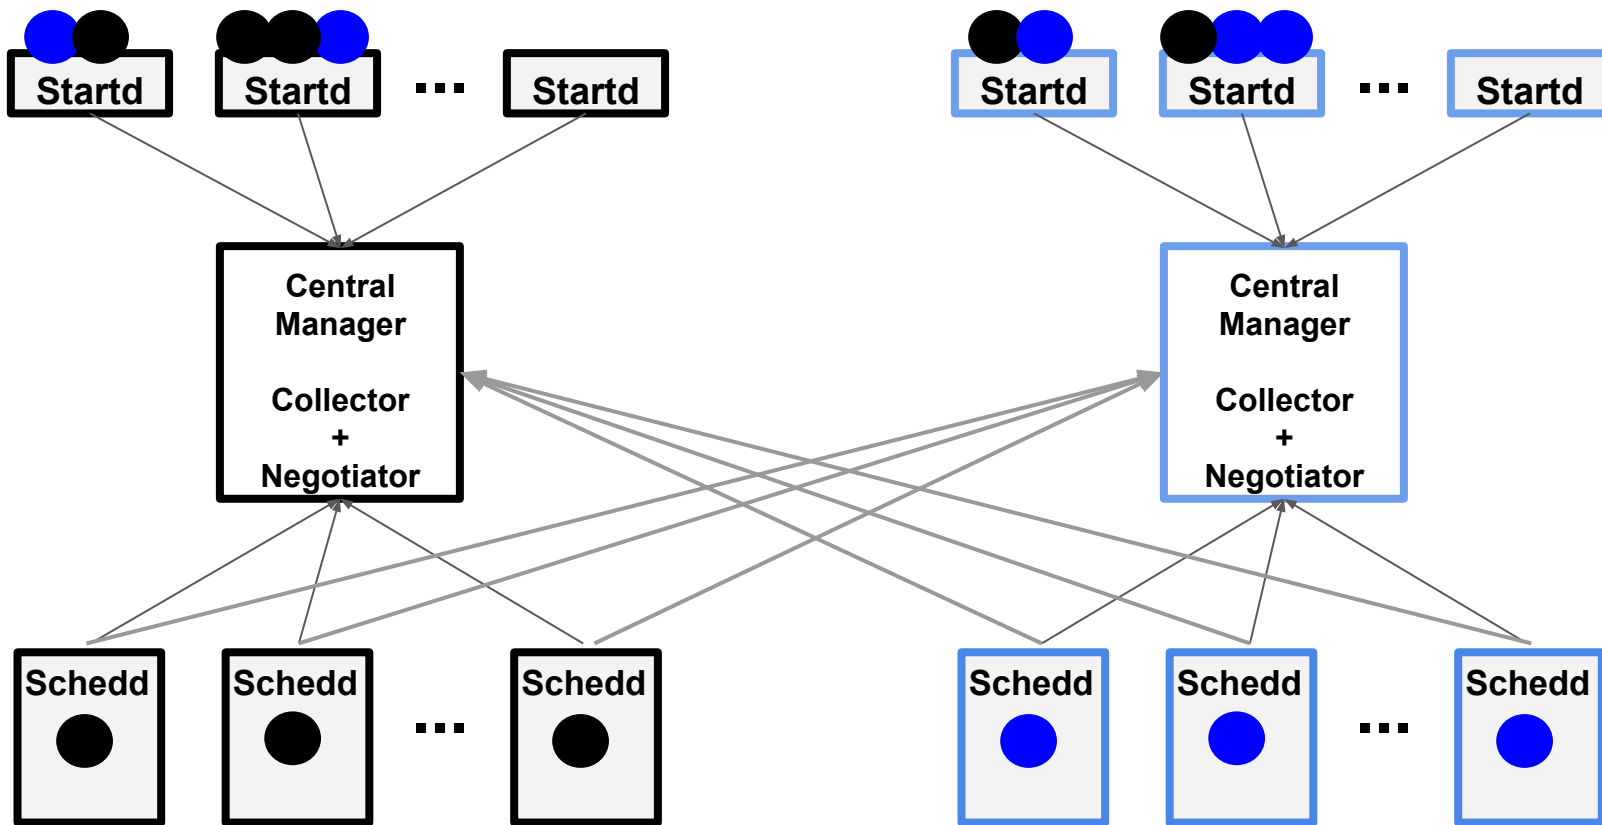 Startd
Startd
...
Startd
Startd
Startd
...
Startd
Central
Manager
Collector
+
Negotiator
Central
Manager
Collector
+
Negotiator
Schedd
Schedd
...
Schedd
Schedd
Schedd
...
Schedd